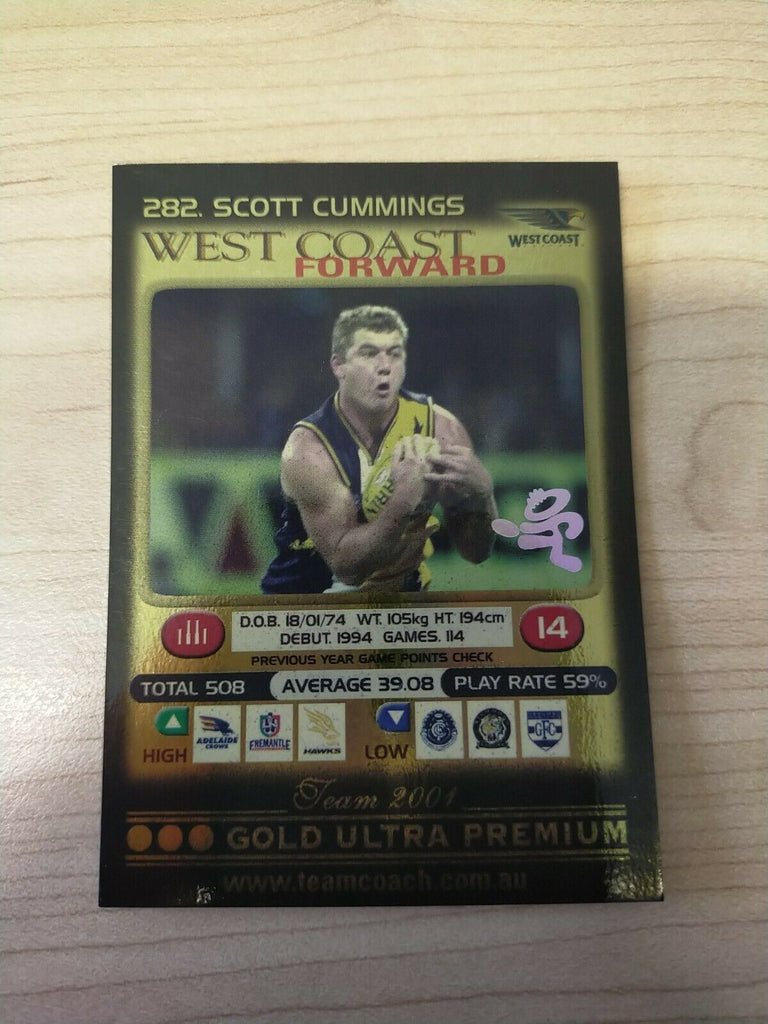 282. SCOTT CUMMINGS
WEST COAST
WEST COAST
FORWARD
D.O.B. 18/01/74 WT. 105kg HT. 194cm
DEBUT. 1994 GAMES. 114
14
PREVIOUS YEAR GAME POINTS CHECK
TOTAL 508 AVERAGE 39.08 PLAY RATE 59%
HIGH ADELAIDE CROWS FREMANTLE HAWKS LOW GFC
Team 2001
GOLD ULTRA PREMIUM
www.teamcoach.com.au